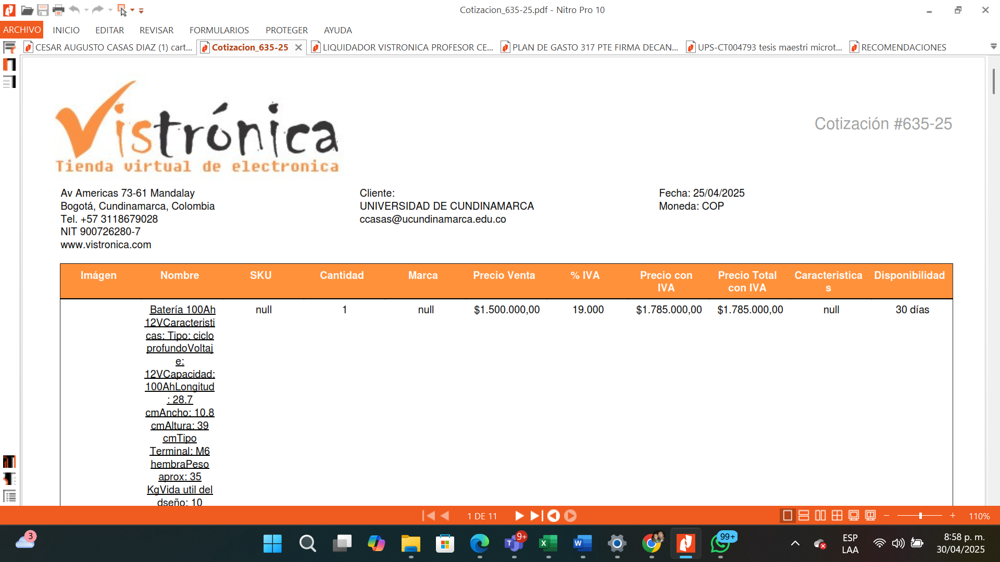 Cotizacion_635-25.pdf - Nitro Pro 10
ARCHIVO INICIO EDITAR REVISAR FORMULARIOS PROTEGER AYUDA
CESAR AUGUSTO CASAS DIAZ (1) cart... Cotizacion_635-25 LIQUIDADOR VISTRONICA PROFESOR CE... PLAN DE GASTO 317 PTE FIRMA DECAN... UPS-CT004793 tesis maestri microt... RECOMENDACIONES
Vistrónica
Tienda virtual de electronica
Cotización #635-25
Av Americas 73-61 Mandalay
Bogotá, Cundinamarca, Colombia
Tel. +57 3118679028
NIT 900726280-7
www.vistronica.com
Cliente:
UNIVERSIDAD DE CUNDINAMARCA
ccasas@ucundinamarca.edu.co
Fecha: 25/04/2025
Moneda: COP
Imágen Nombre SKU Cantidad Marca Precio Venta % IVA Precio con IVA Precio Total con IVA Caracteristicas Disponibilidad
Batería 100Ah null 1 null $1.500.000,00 19.000 $1.785.000,00 $1.785.000,00 null 30 días
12VCaracteristi
cas: Tipo: ciclo
profundoVoltaj
e:
12VCapacidad:
100AhLongitud
: 28.7
cmAncho: 10.8
cmAltura: 39
cmTipo
Terminal: M6
hembraPeso
aprox: 35
KgVida util del
dseño: 10
1 DE 11
110%
3
9+
99+
ESP
LAA
8:58 p. m.
30/04/2025